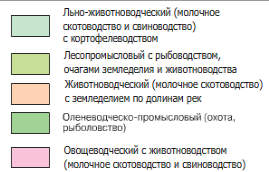 Льно-животноводческий (молочное
скотоводство и свиноводство)
с кортофелеводством
Лесопромысловый с рыбоводством,
очагами земледелия и животноводства
Животноводческий (молочное скотоводство)
с земледелием по долинам рек
Оленеводческо-промысловый (охота,
рыболовство)
Овощеводческий с животноводством
(молочное скотоводство и свиноводство)